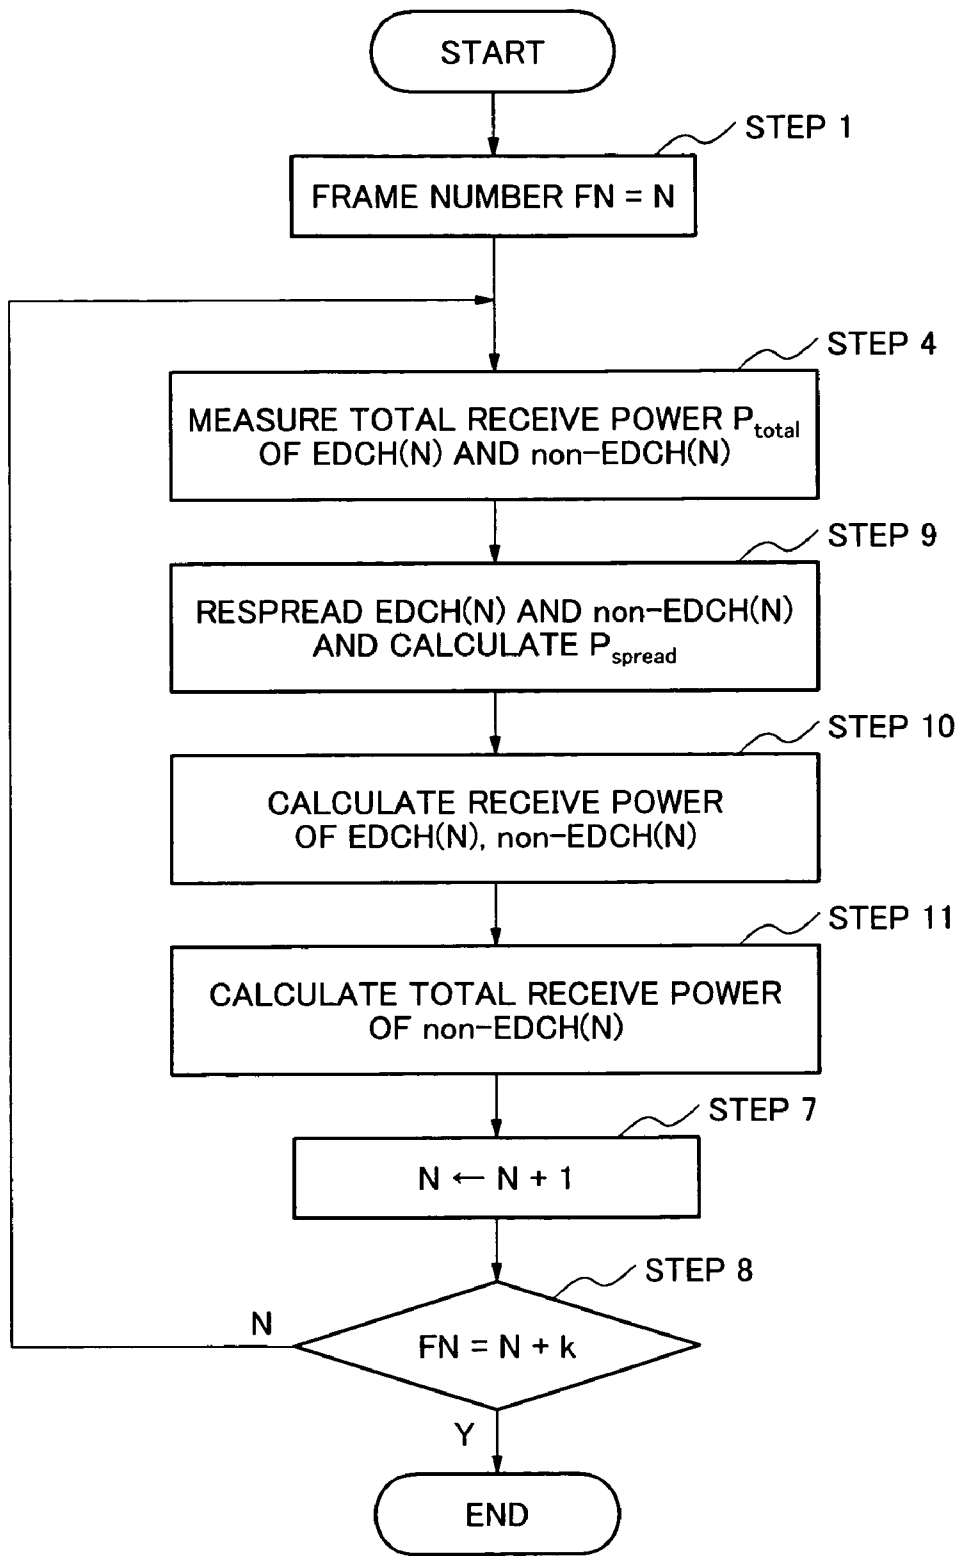 START
STEP 1
FRAME NUMBER FN = N
STEP 4
MEASURE TOTAL RECEIVE POWER Ptotal
OF EDCH(N) AND non-EDCH(N)
STEP 9
RESPREAD EDCH(N) AND non-EDCH(N)
AND CALCULATE Pspread
STEP 10
CALCULATE RECEIVE POWER
OF EDCH(N), non-EDCH(N)
STEP 11
CALCULATE TOTAL RECEIVE POWER
OF non-EDCH(N)
STEP 7
N ← N + 1
STEP 8
N
FN = N + k
Y
END